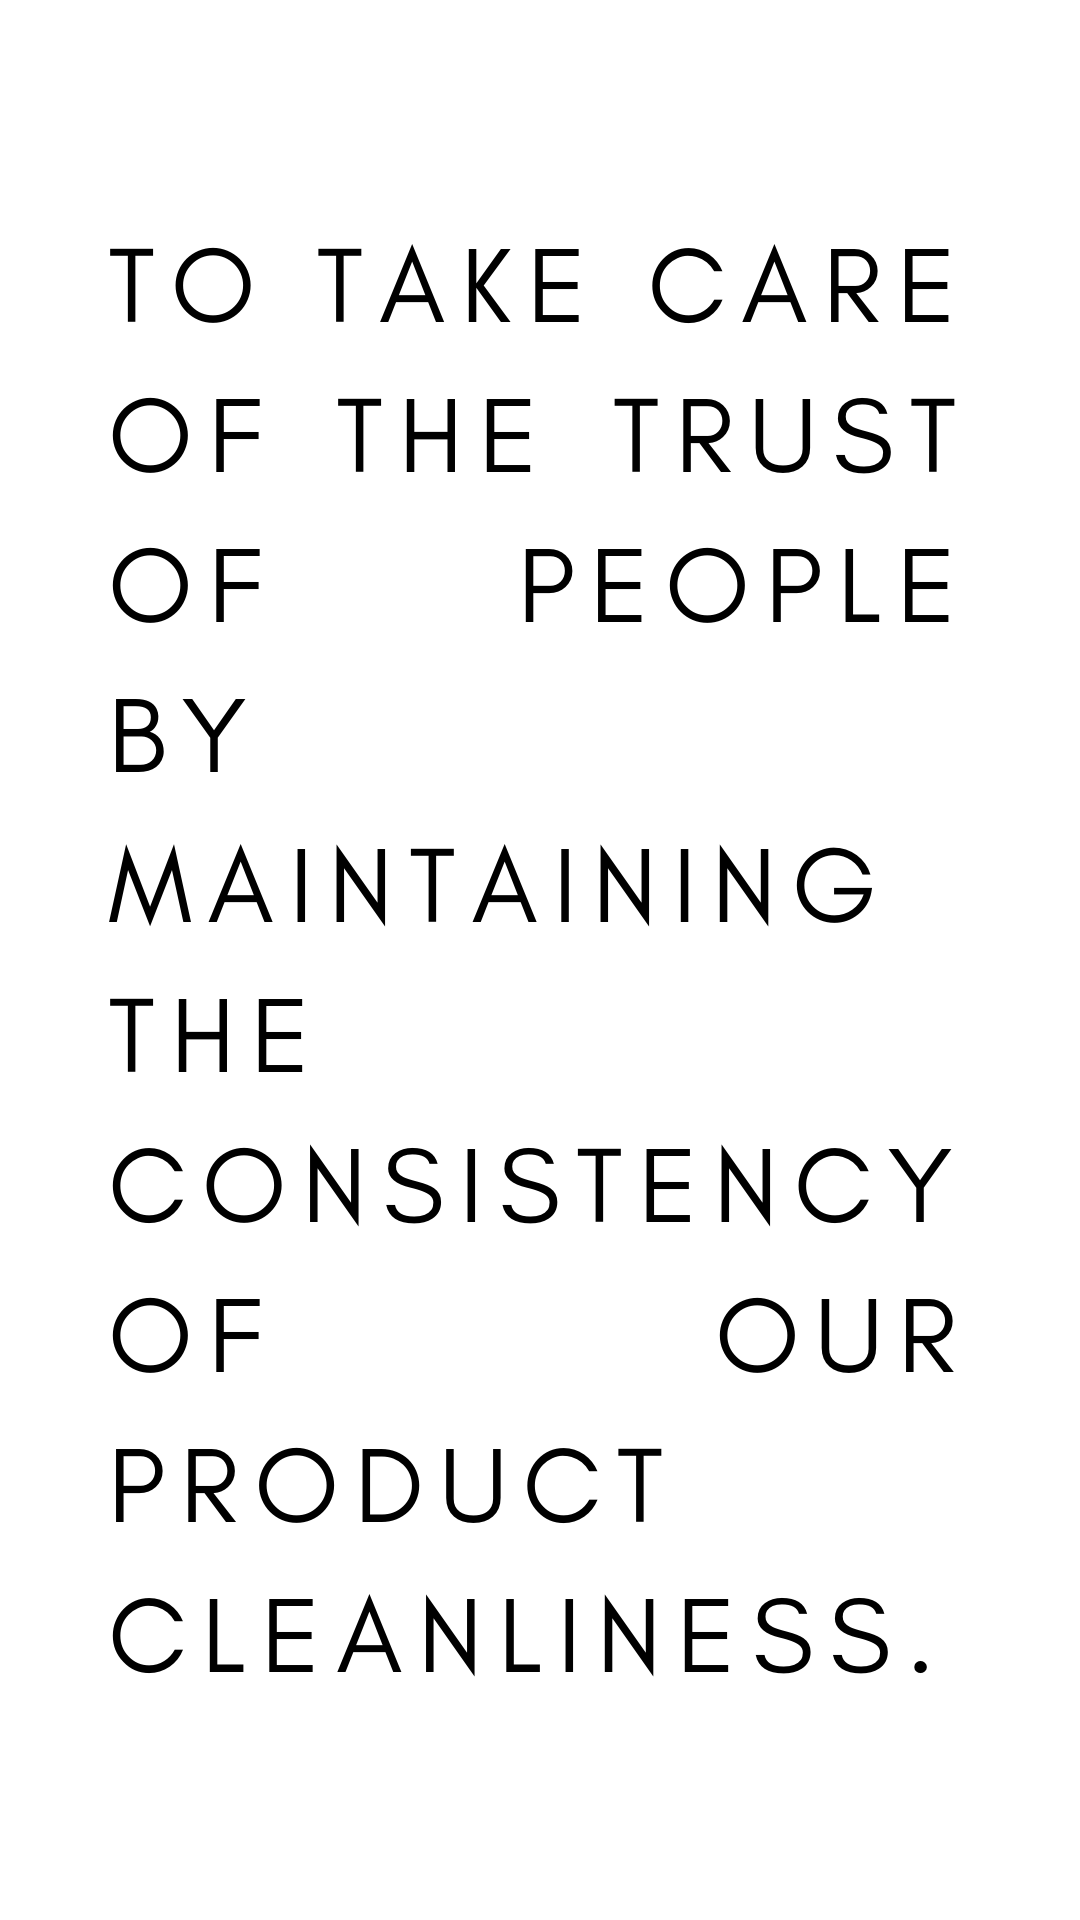 TO TAKE CARE
OF THE TRUST
OF PEOPLE
BY
MAINTAINING
THE
CONSISTENCY
OF OUR
PRODUCT
CLEANLINESS.